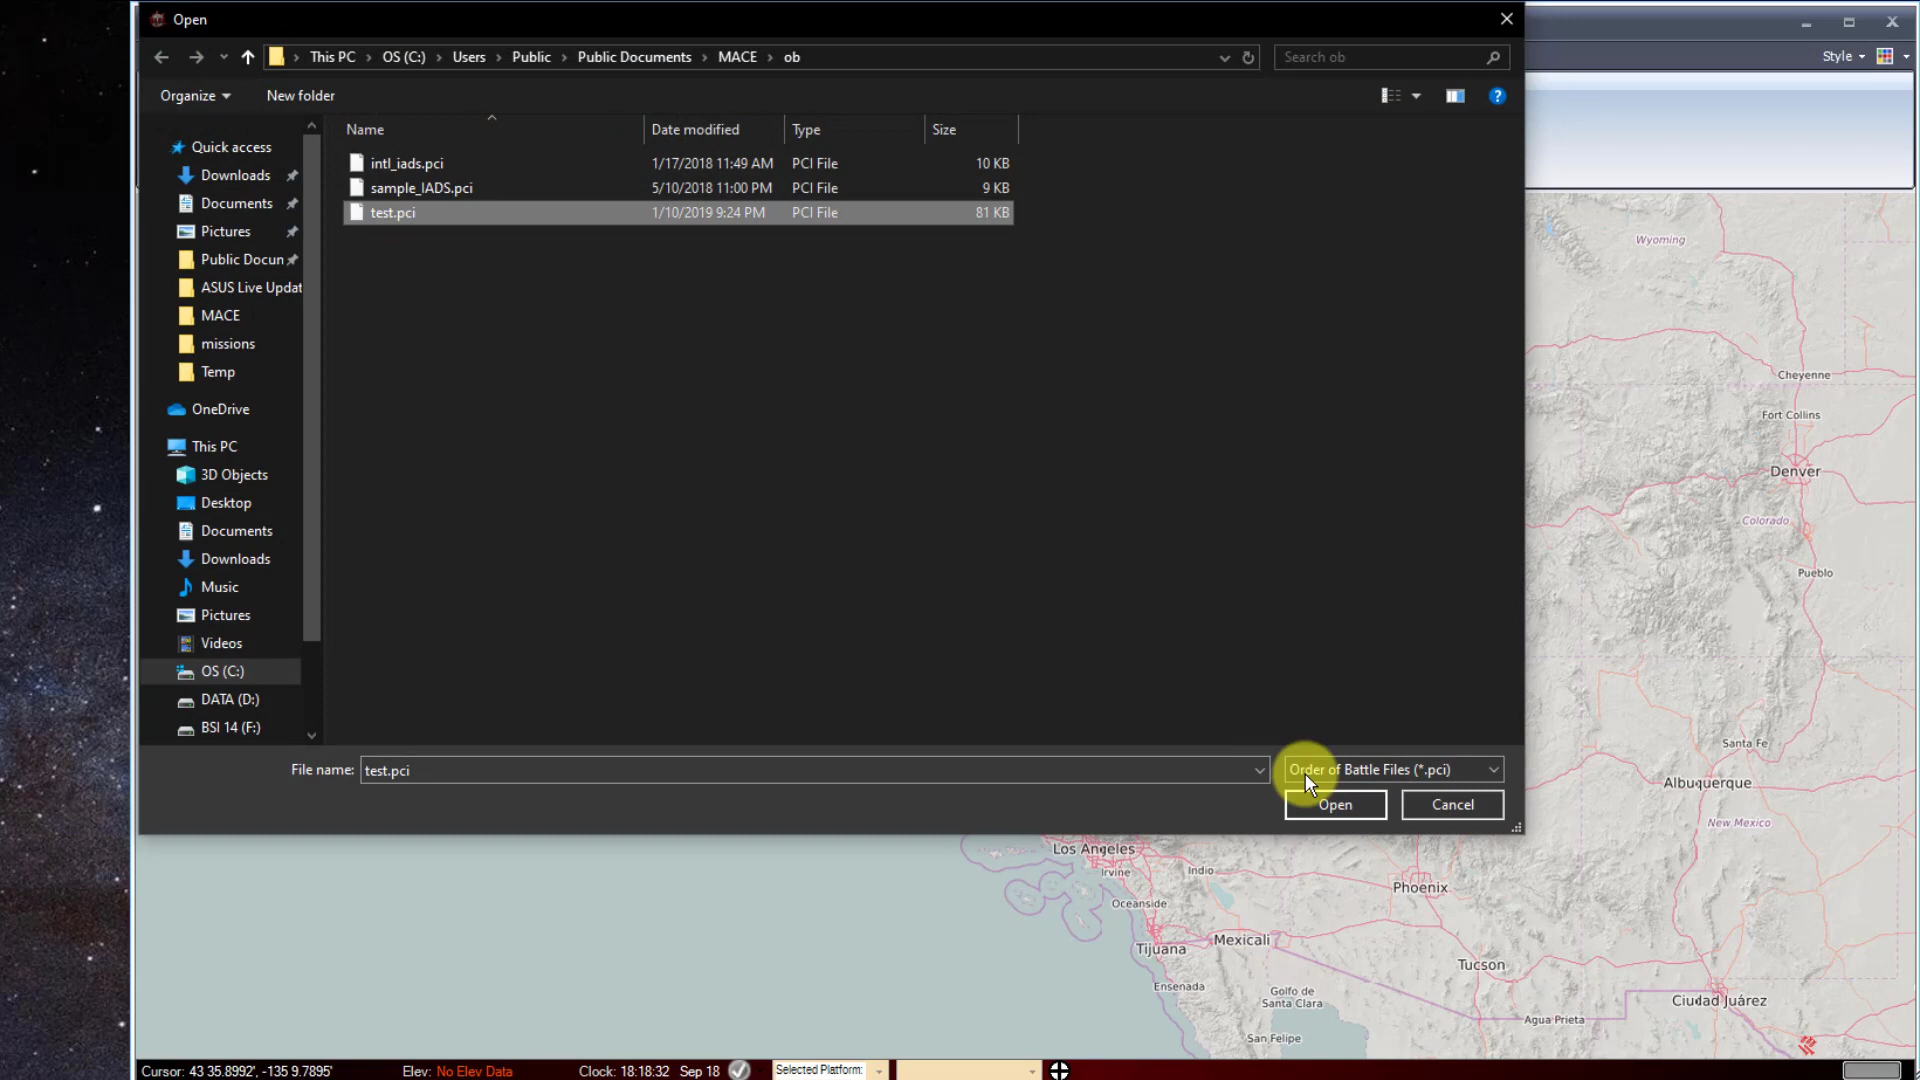 Open
This PC > OS (C:) > Users > Public > Public Documents > MACE > ob
Search ob
Style
Organize
New folder
Name
Date modified
Type
Size
intl_iads.pci 1/17/2018 11:49 AM PCI File 10 KB
sample_IADS.pci 5/10/2018 11:00 PM PCI File 9 KB
test.pci 1/10/2019 9:24 PM PCI File 81 KB
Quick access
Downloads
Documents
Pictures
Public Docun
ASUS Live Updat
MACE
missions
Temp
OneDrive
This PC
3D Objects
Desktop
Documents
Downloads
Music
Pictures
Videos
OS (C:)
DATA (D:)
BSI 14 (F:)
File name: test.pci
Order of Battle Files (*.pci)
Open
Cancel
Wyoming
Cheyenne
Fort Collins
Denver
Colorado
Pueblo
Santa Fe
Albuquerque
New Mexico
Los Angeles
Irvine
Indio
Phoenix
Oceanside
Mexicali
Tijuana
Tucson
Ensenada
Golfo de
Santa Clara
Ciudad Juárez
Agua Prieta
San Felipe
Cursor: 43 35.8992', -135 9.7895'
Elev: No Elev Data
Clock: 18:18:32 Sep 18
Selected Platform: